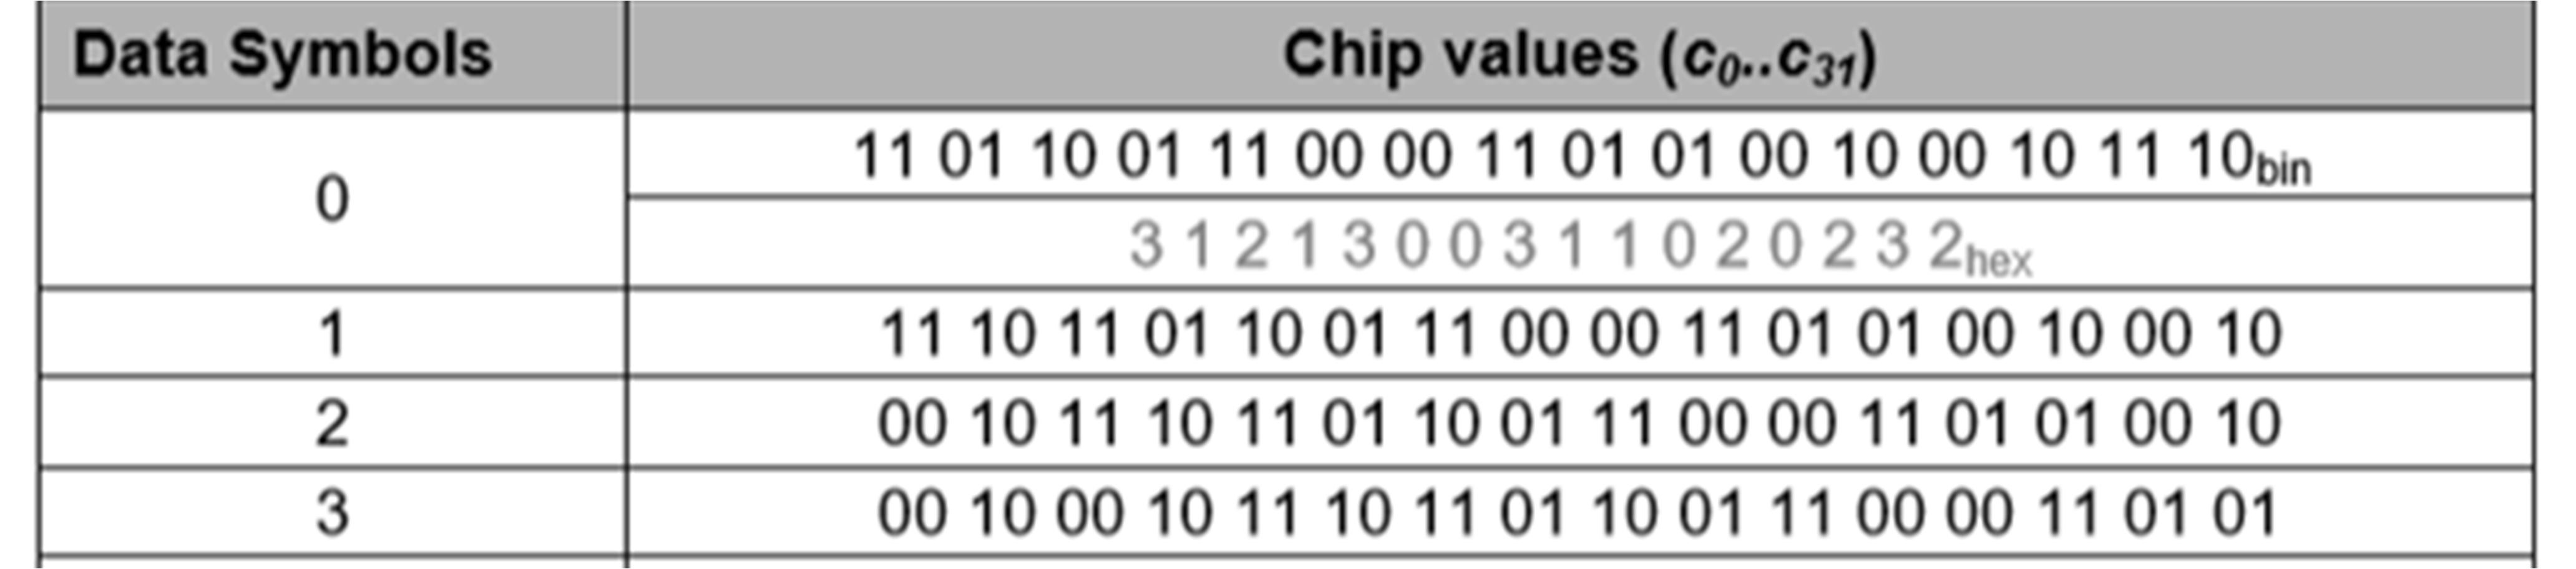 Data Symbols Chip values (c0..c31)
0 11 01 10 01 11 00 00 11 01 01 00 10 00 10 11 10bin
3 1 2 1 3 0 0 3 1 1 0 2 0 2 3 2hex
1 11 10 11 01 10 01 11 00 00 11 01 01 00 10 00 10
2 00 10 11 10 11 01 10 01 11 00 00 11 01 01 00 10
3 00 10 00 10 11 10 11 01 10 01 11 00 00 11 01 01